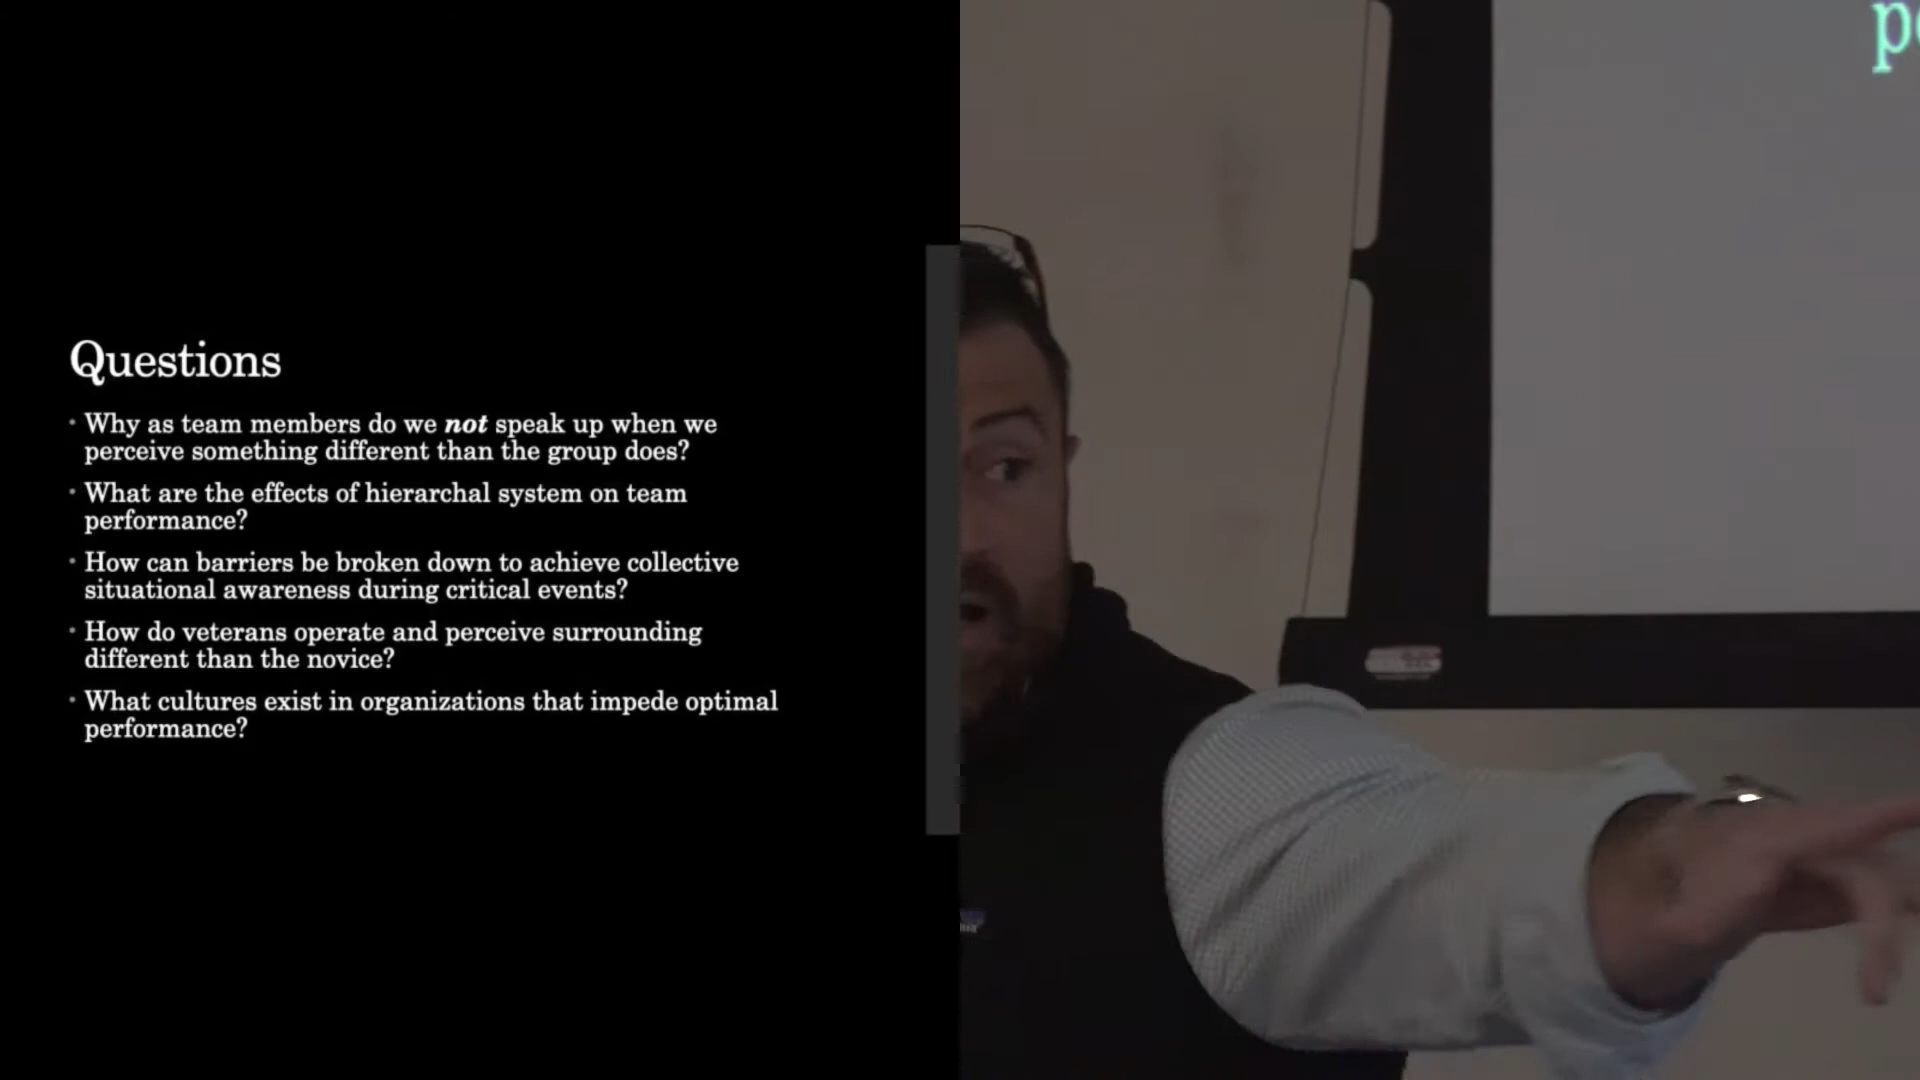 Questions
• Why as team members do we not speak up when we
perceive something different than the group does?
• What are the effects of hierarchal system on team
performance?
• How can barriers be broken down to achieve collective
situational awareness during critical events?
• How do veterans operate and perceive surrounding
different than the novice?
• What cultures exist in organizations that impede optimal
performance?